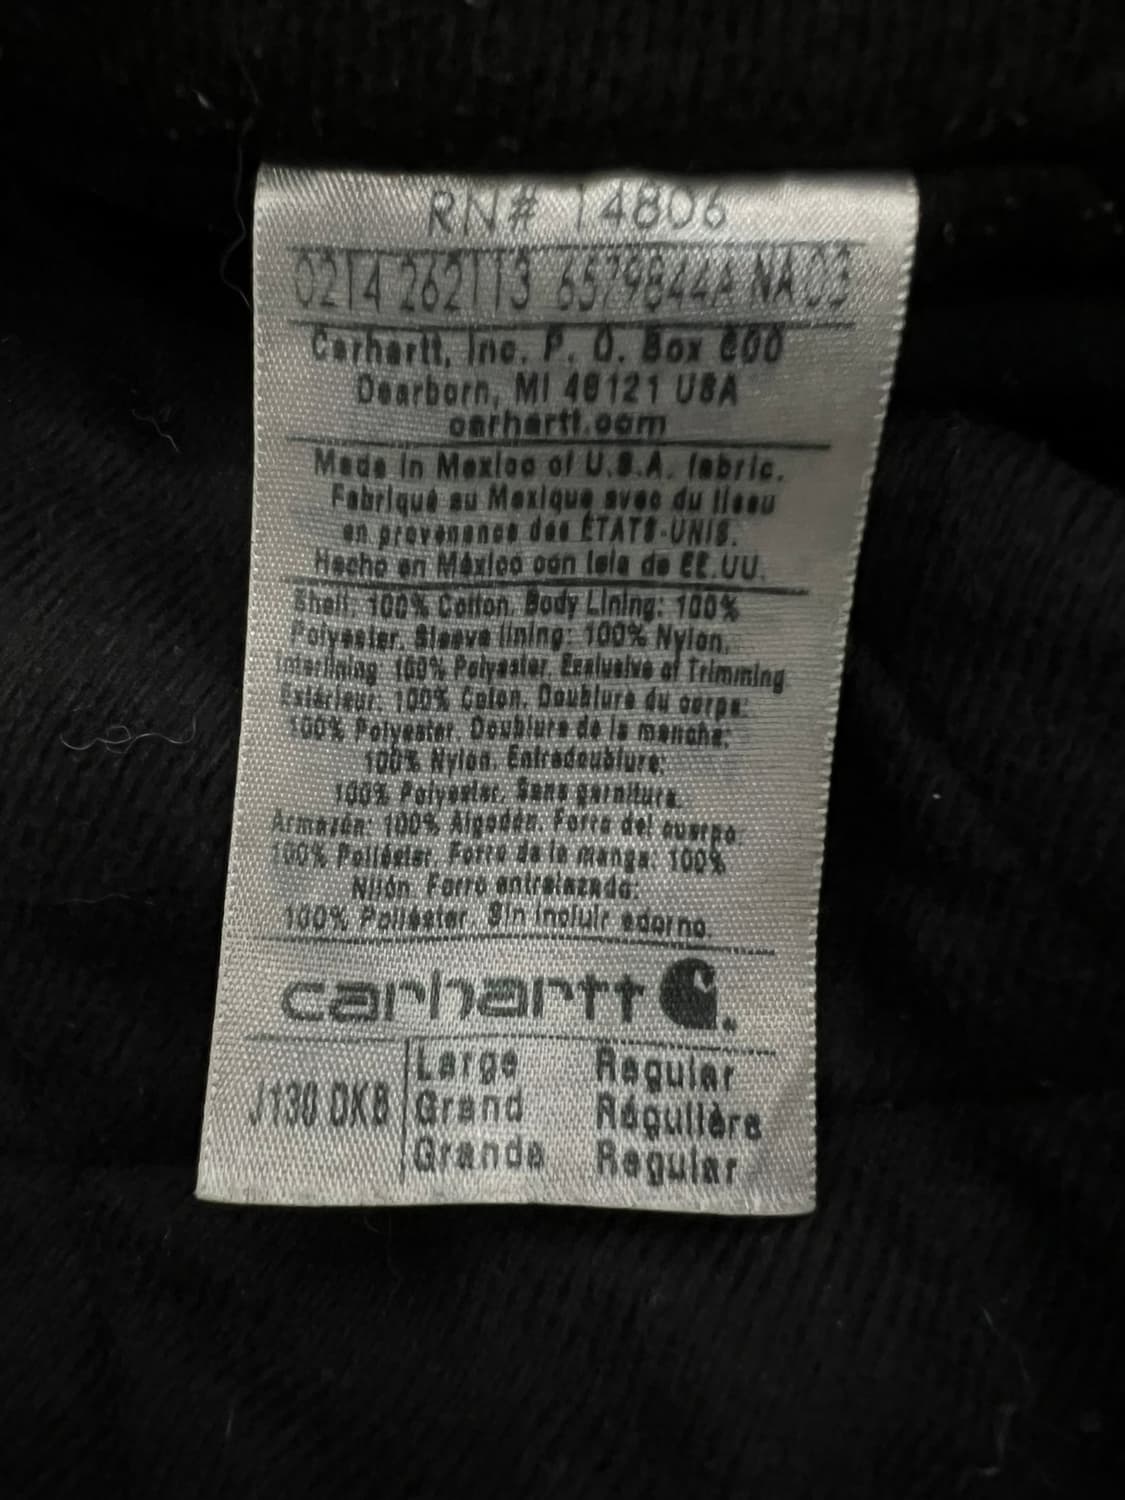 RN# 14806
0214 262113 6579844A NA 03
Carhartt, Inc. P. O. Box 600
Dearborn, MI 48121 USA
carhartt.com
Made in Mexico of U.S.A. fabric.
Fabriqué au Mexique avec du tissu
en provenance des ÉTATS-UNIS.
Hecho en México con tela de EE.UU.
Shell: 100% Cotton. Body Lining: 100%
Polyester. Sleeve lining: 100% Nylon.
Interlining 100% Polyester. Exclusive of Trimming
Extérieur: 100% Coton. Doublure du corps:
100% Polyester. Doublure de la manche:
100% Nylon. Entredoublure:
100% Polyester. Sans garniture.
Armazón: 100% Algodón. Forro del cuerpo:
100% Poliéster. Forro de la manga: 100%
Nilón. Forro entrelazado:
100% Poliéster. Sin incluir adorno.
carhartt
J130 DKB Large Regular
Grand Régulière
Grande Regular